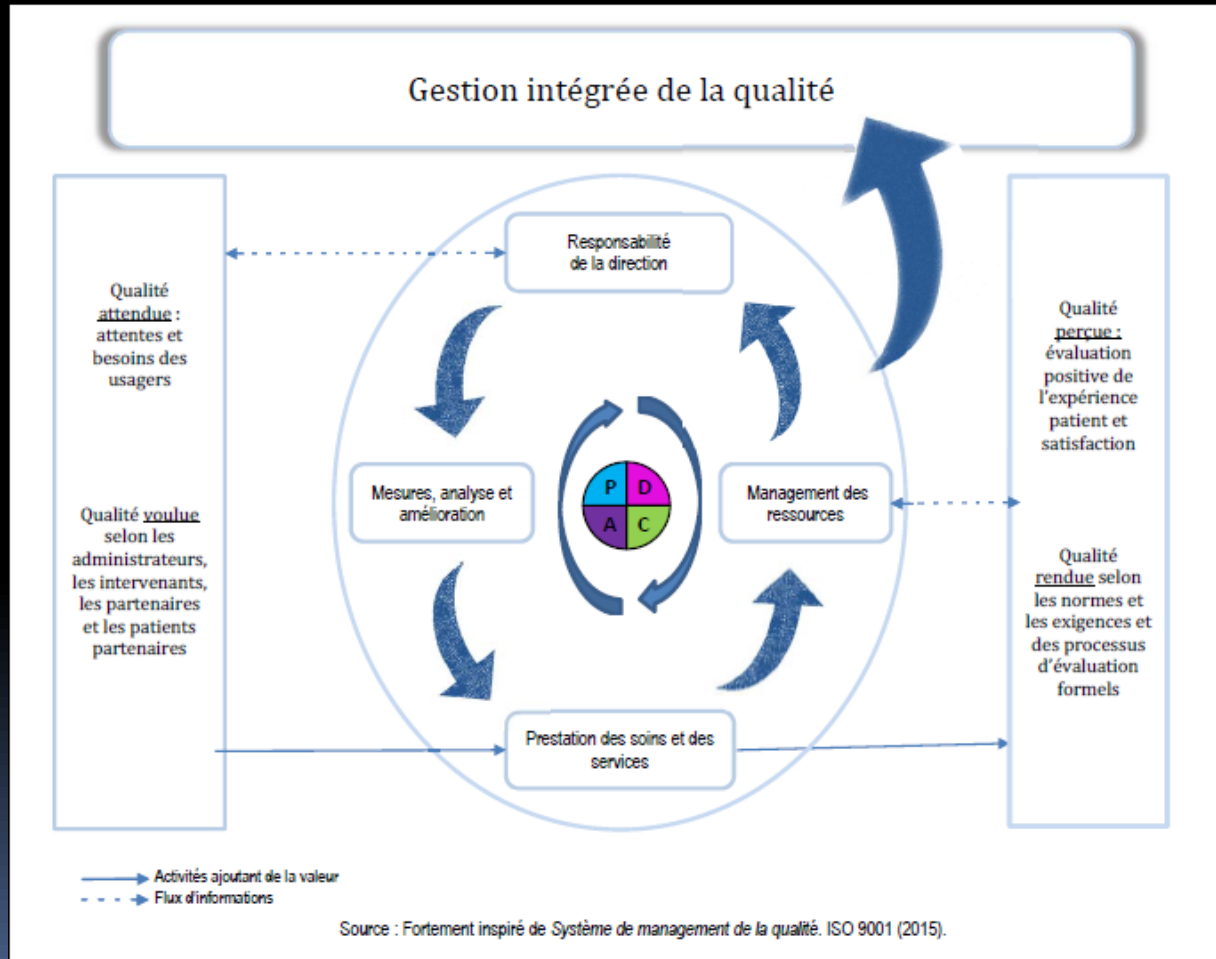 Gestion intégrée de la qualité
Qualité
attendue :
attentes et
besoins des
usagers
Qualité voulue
selon les
administrateurs,
les intervenants,
les partenaires
et les patients
partenaires
Responsabilité
de la direction
Mesures, analyse et
amélioration
P D
A C
Management des
ressources
Prestation des soins et des
services
Qualité
perçue :
évaluation
positive de
l'expérience
patient et
satisfaction
Qualité
rendue selon
les normes et
les exigences et
des processus
d'évaluation
formels
Activités ajoutant de la valeur
Flux d'informations
Source : Fortement inspiré de Système de management de la qualité. ISO 9001 (2015).